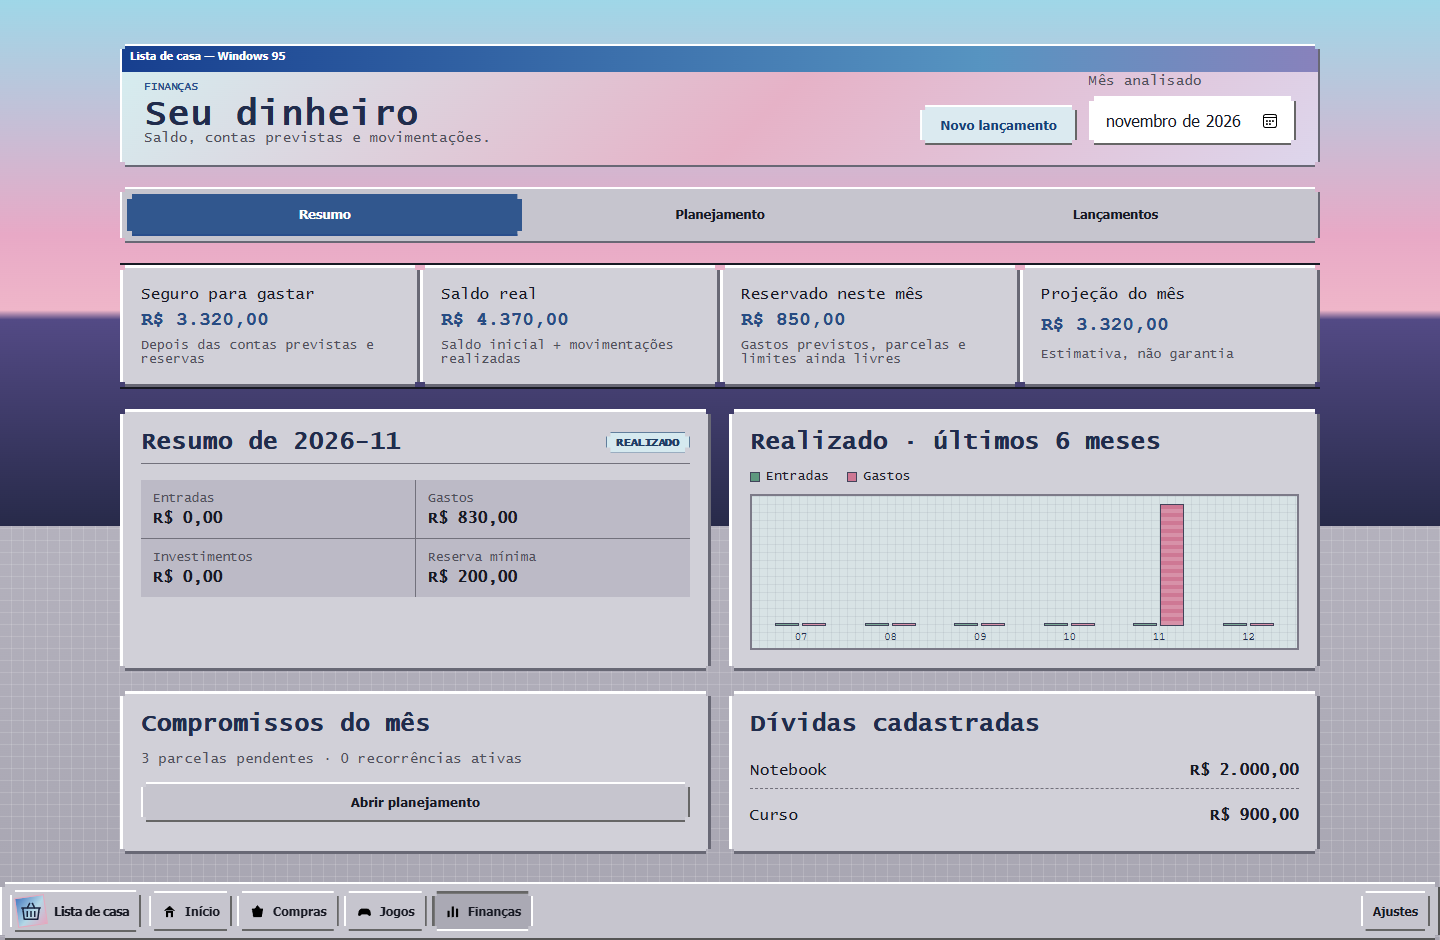 Lista de casa — Windows 95
FINANÇAS
Seu dinheiro
Saldo, contas previstas e movimentações.
Novo lançamento
Mês analisado
novembro de 2026
Resumo
Planejamento
Lançamentos
Seguro para gastar
R$ 3.320,00
Depois das contas previstas e
reservas
Saldo real
R$ 4.370,00
Saldo inicial + movimentações
realizadas
Reservado neste mês
R$ 850,00
Gastos previstos, parcelas e
limites ainda livres
Projeção do mês
R$ 3.320,00
Estimativa, não garantia
Resumo de 2026-11
REALIZADO
Entradas
R$ 0,00
Gastos
R$ 830,00
Investimentos
R$ 0,00
Reserva mínima
R$ 200,00
Realizado · últimos 6 meses
Entradas
Gastos
07
08
09
10
11
12
Compromissos do mês
3 parcelas pendentes · 0 recorrências ativas
Abrir planejamento
Dívidas cadastradas
Notebook
R$ 2.000,00
Curso
R$ 900,00
Lista de casa
Início
Compras
Jogos
Finanças
Ajustes